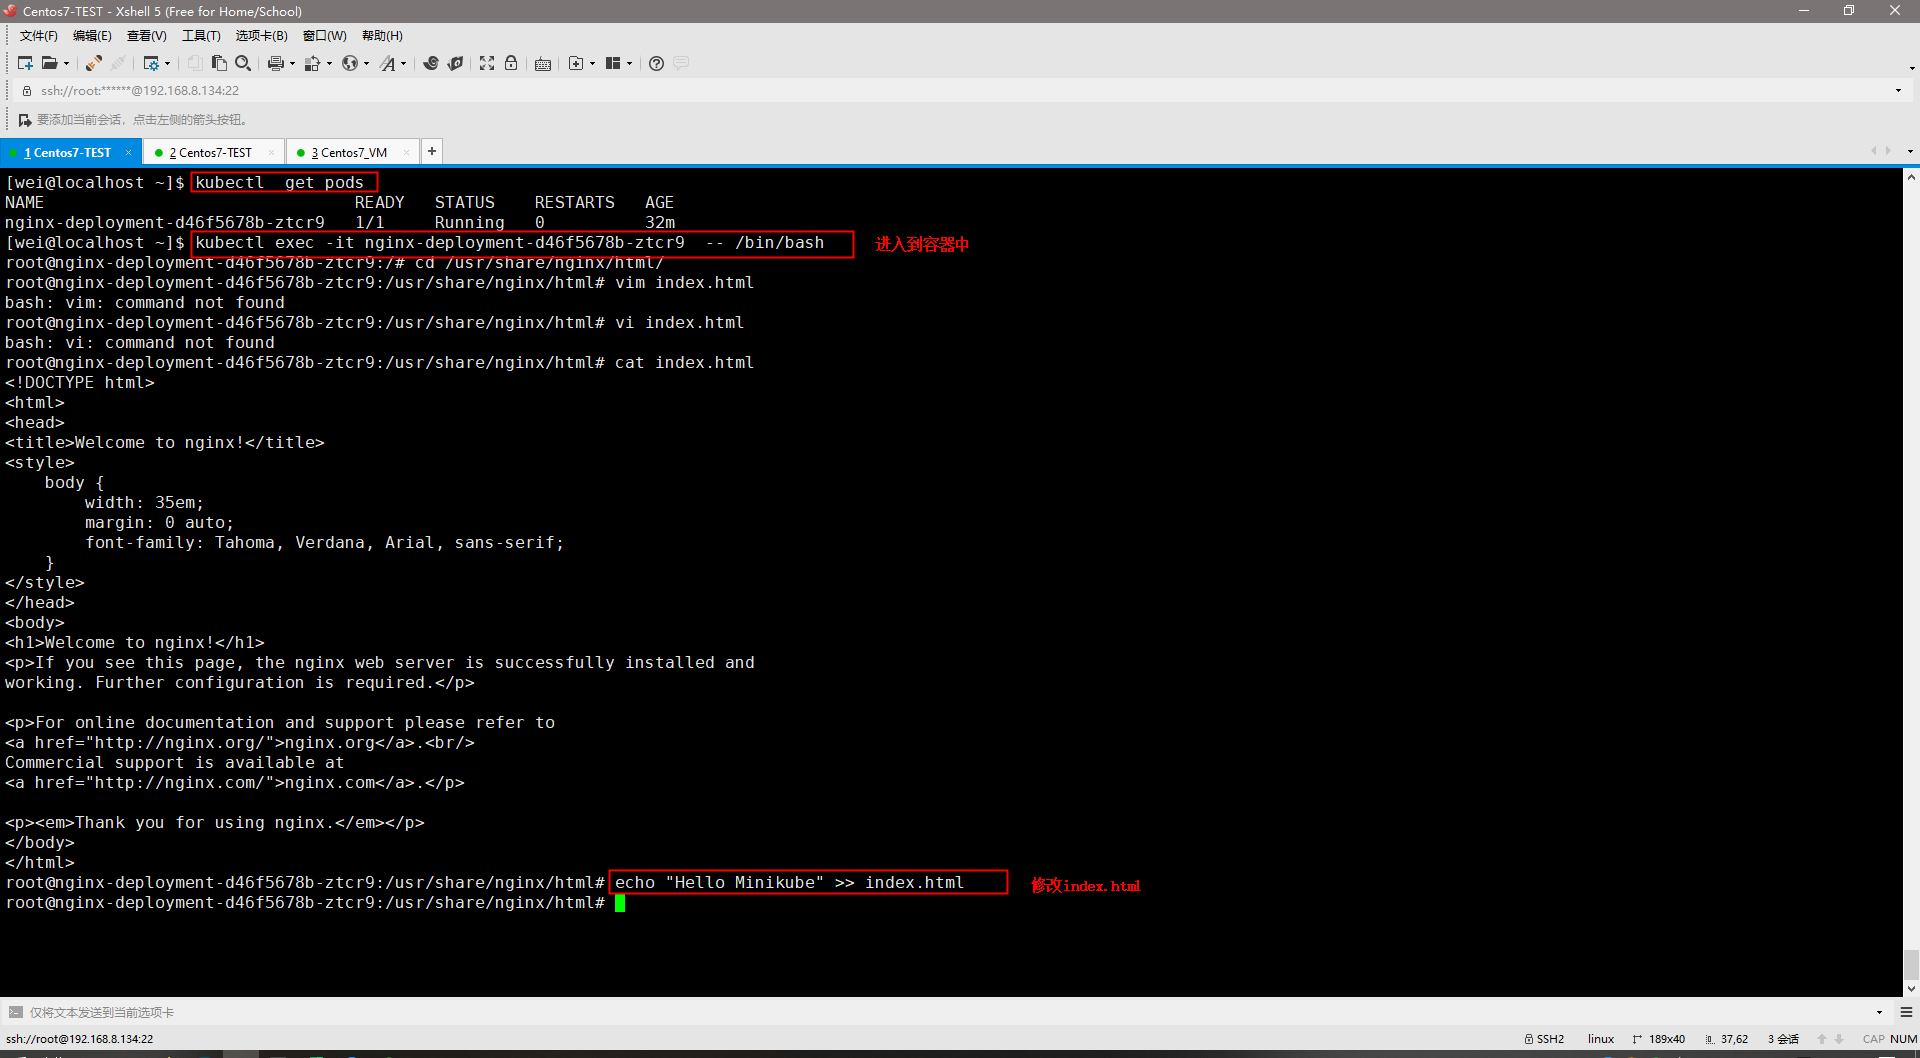 Centos7-TEST - Xshell 5 (Free for Home/School)
文件(F) 编辑(E) 查看(V) 工具(T) 选项卡(B) 窗口(W) 帮助(H)
ssh://root:******@192.168.8.134:22
要添加当前会话，点击左侧的箭头按钮。
1 Centos7-TEST × 2 Centos7-TEST × 3 Centos7_VM × +
[wei@localhost ~]$ kubectl  get pods
NAME                               READY   STATUS    RESTARTS   AGE
nginx-deployment-d46f5678b-ztcr9   1/1     Running   0          32m
[wei@localhost ~]$ kubectl exec -it nginx-deployment-d46f5678b-ztcr9  -- /bin/bash 进入到容器中
root@nginx-deployment-d46f5678b-ztcr9:/# cd /usr/share/nginx/html/
root@nginx-deployment-d46f5678b-ztcr9:/usr/share/nginx/html# vim index.html
bash: vim: command not found
root@nginx-deployment-d46f5678b-ztcr9:/usr/share/nginx/html# vi index.html
bash: vi: command not found
root@nginx-deployment-d46f5678b-ztcr9:/usr/share/nginx/html# cat index.html
<!DOCTYPE html>
<html>
<head>
<title>Welcome to nginx!</title>
<style>
    body {
        width: 35em;
        margin: 0 auto;
        font-family: Tahoma, Verdana, Arial, sans-serif;
    }
</style>
</head>
<body>
<h1>Welcome to nginx!</h1>
<p>If you see this page, the nginx web server is successfully installed and
working. Further configuration is required.</p>
<p>For online documentation and support please refer to
<a href="http://nginx.org/">nginx.org</a>.<br/>
Commercial support is available at
<a href="http://nginx.com/">nginx.com</a>.</p>
<p><em>Thank you for using nginx.</em></p>
</body>
</html>
root@nginx-deployment-d46f5678b-ztcr9:/usr/share/nginx/html# echo "Hello Minikube" >> index.html 修改index.html
root@nginx-deployment-d46f5678b-ztcr9:/usr/share/nginx/html#
仅将文本发送到当前选项卡
ssh://root@192.168.8.134:22 SSH2 linux 189x40 37,62 3 会话 CAP NUM